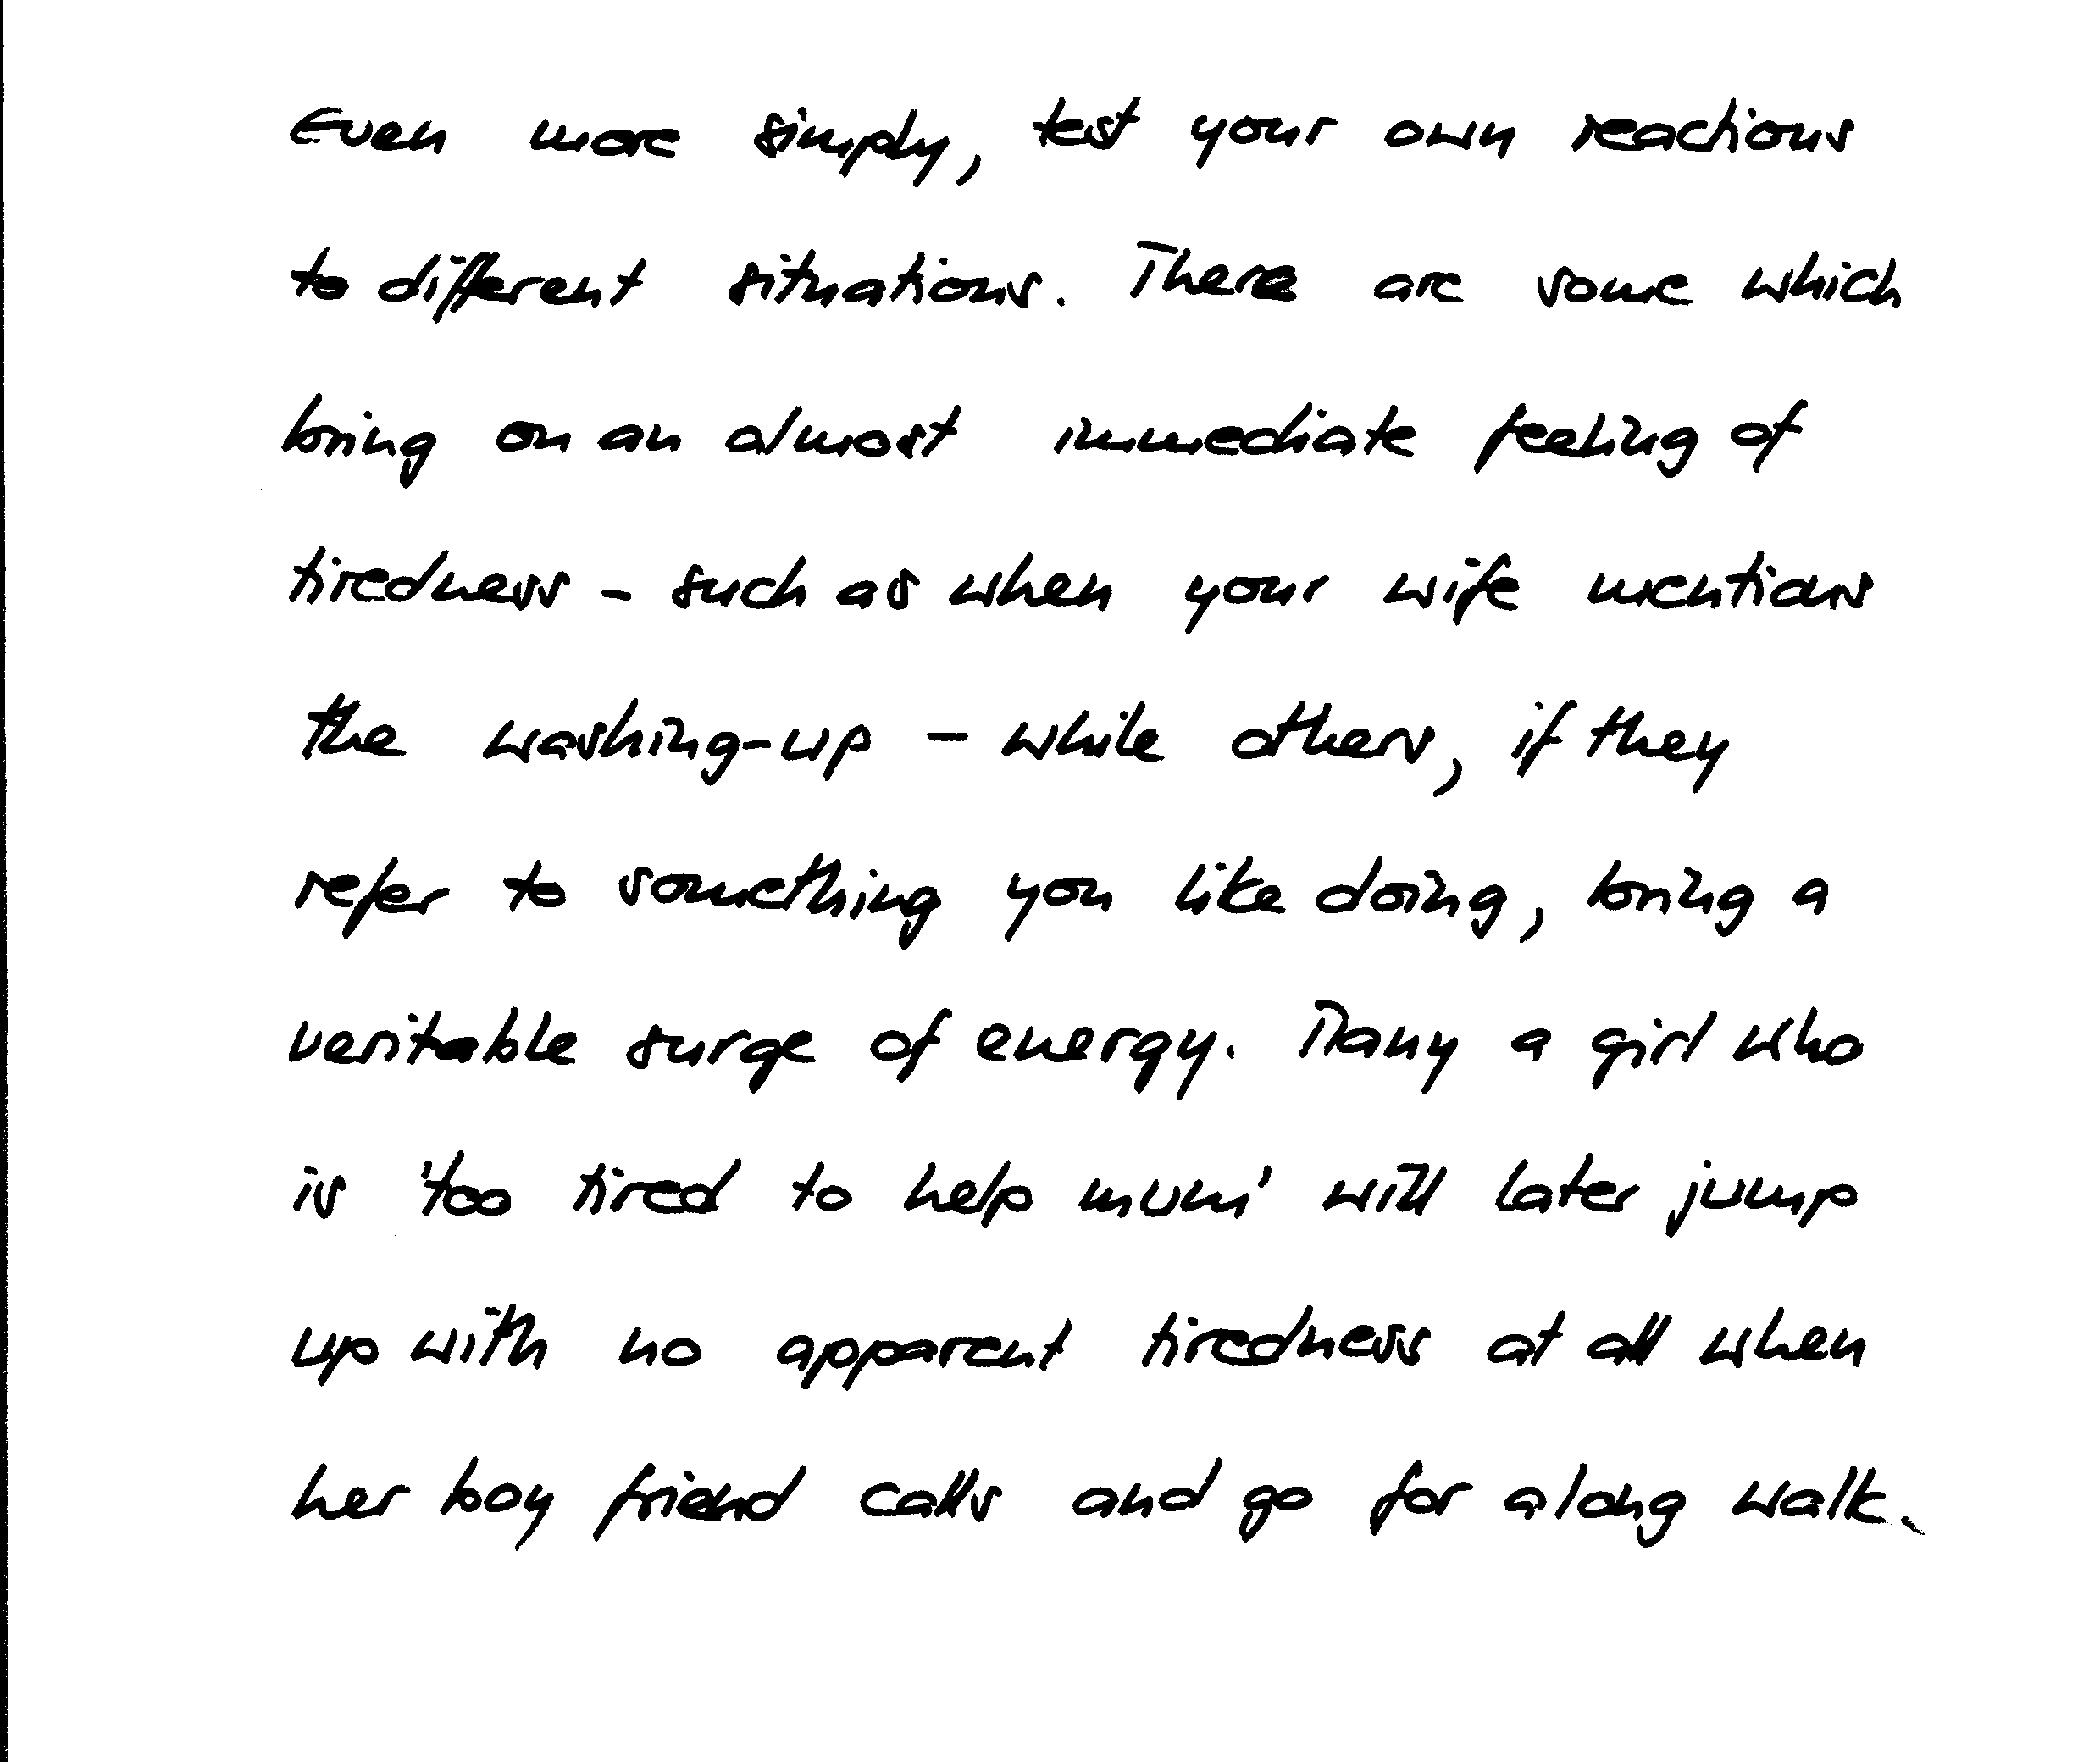 Even more simply, test your own reactions
to different situations. There are some which
bring on an almost immediate feeling of
tiredness - such as when your wife mentions
the washing-up - while others, if they
refer to something you like doing, bring a
veritable surge of energy. Many a girl who
is 'too tired to help mum' will later jump
up with no apparent tiredness at all when
her boy friend calls and go for a long walk.